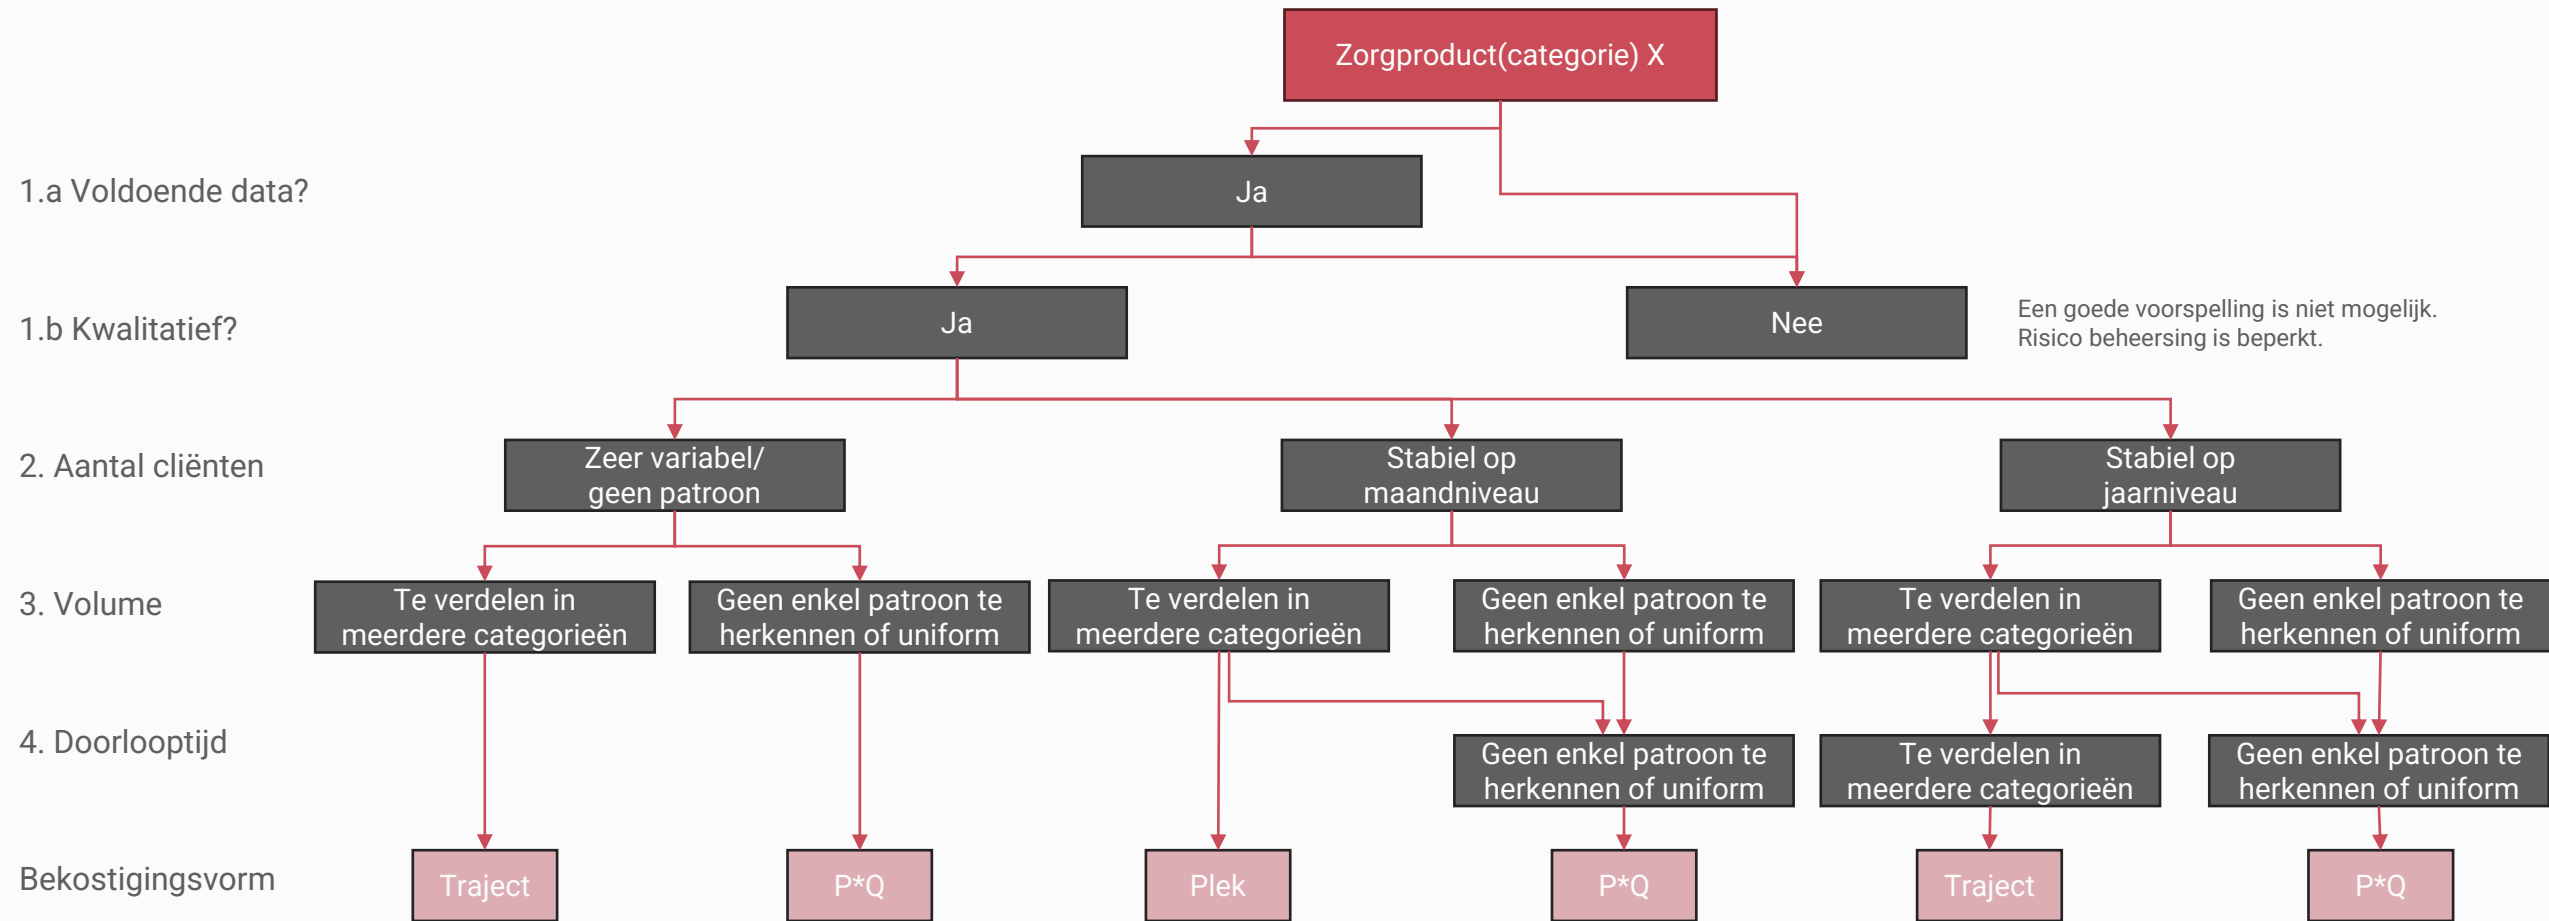 Zorgproduct(categorie) X
1.a Voldoende data?
Ja
1.b Kwalitatief?
Ja
Nee
Een goede voorspelling is niet mogelijk.
Risico beheersing is beperkt.
2. Aantal cliënten
Zeer variabel/
geen patroon
Stabiel op
maandniveau
Stabiel op
jaarniveau
3. Volume
Te verdelen in
meerdere categorieën
Geen enkel patroon te
herkennen of uniform
Te verdelen in
meerdere categorieën
Geen enkel patroon te
herkennen of uniform
Te verdelen in
meerdere categorieën
Geen enkel patroon te
herkennen of uniform
4. Doorlooptijd
Geen enkel patroon te
herkennen of uniform
Te verdelen in
meerdere categorieën
Geen enkel patroon te
herkennen of uniform
Bekostigingsvorm
Traject
P*Q
Plek
P*Q
Traject
P*Q